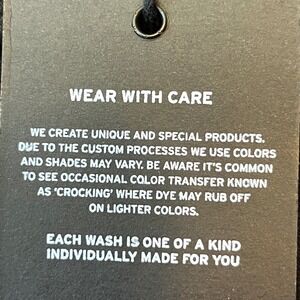 WEAR WITH CARE
WE CREATE UNIQUE AND SPECIAL PRODUCTS.
DUE TO THE CUSTOM PROCESSES WE USE COLORS
AND SHADES MAY VARY. BE AWARE IT'S COMMON
TO SEE OCCASIONAL COLOR TRANSFER KNOWN
AS 'CROCKING' WHERE DYE MAY RUB OFF
ON LIGHTER COLORS.
EACH WASH IS ONE OF A KIND
INDIVIDUALLY MADE FOR YOU